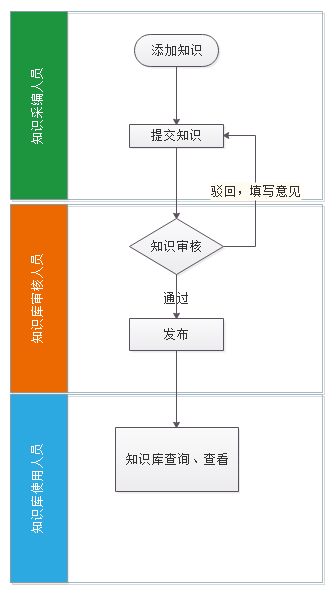 知识采编人员
添加知识
提交知识
驳回，填写意见
知识库审核人员
知识审核
通过
发布
知识库使用人员
知识库查询、查看